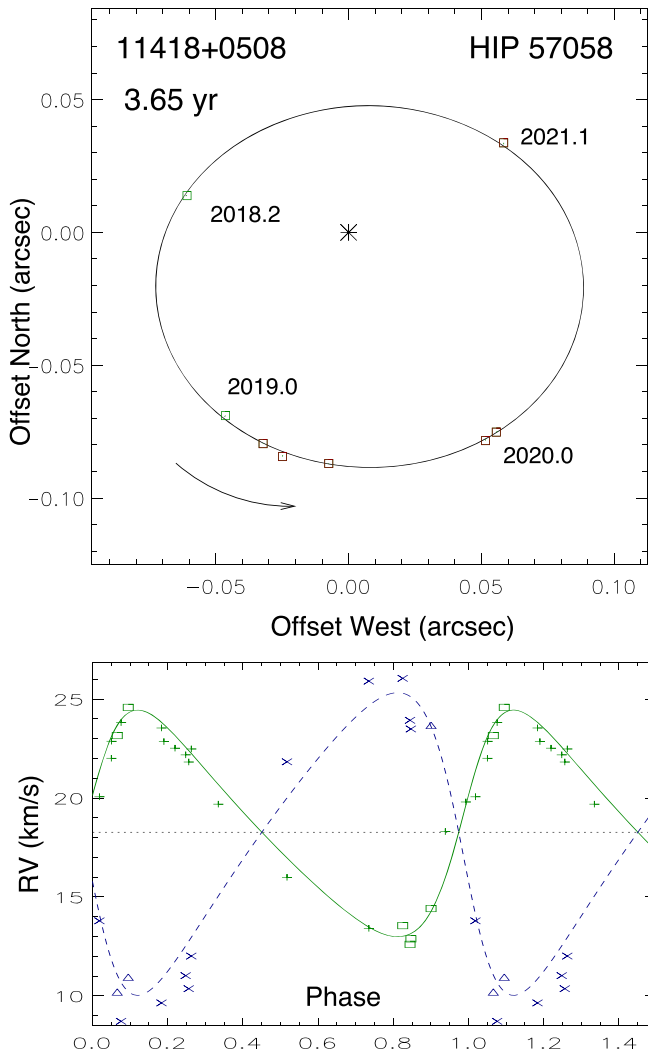 11418+0508 HIP 57058
3.65 yr
0.05
2021.1
2018.2
0.00
Offset North (arcsec)
2019.0
−0.05
2020.0
−0.10
−0.05 0.00 0.05 0.10
Offset West (arcsec)
25
20
RV (km/s)
15
10
Phase
0.0 0.2 0.4 0.6 0.8 1.0 1.2 1.4